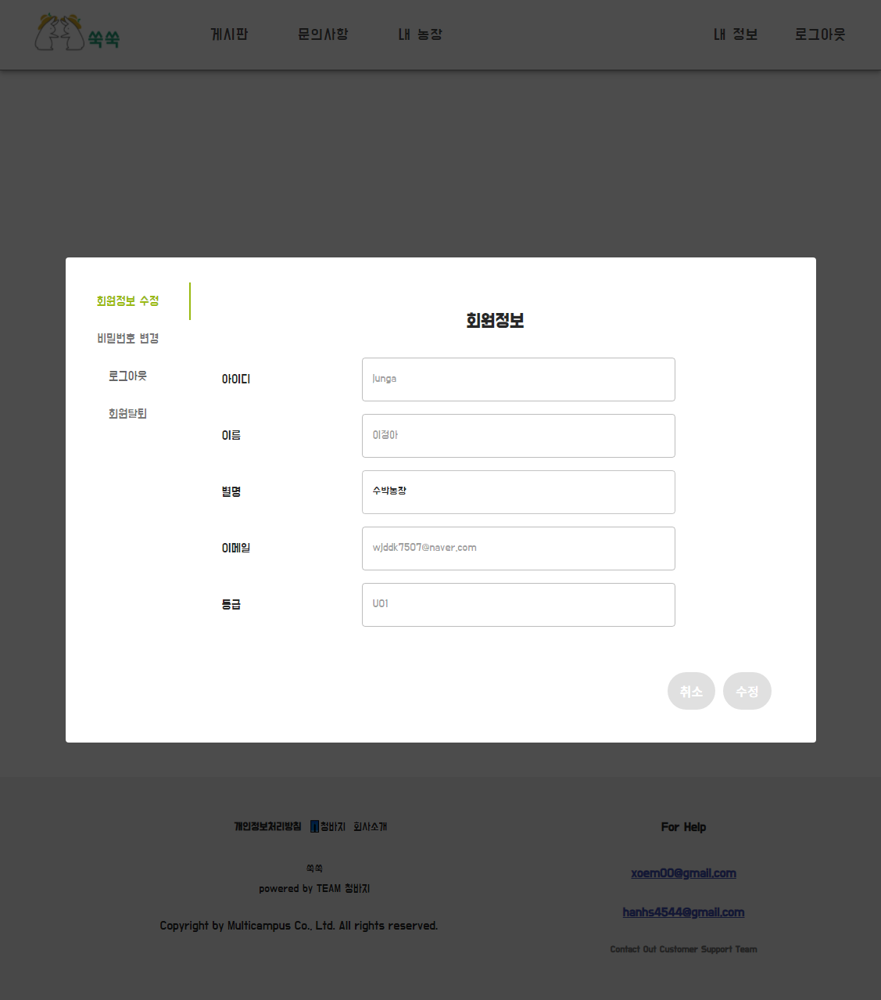 쑥쑥
게시판
문의사항
내 농장
내 정보
로그아웃
회원정보 수정
비밀번호 변경
로그아웃
회원탈퇴
회원정보
아이디
junga
이름
이정아
별명
수박농장
이메일
wjddk7507@naver.com
등급
U01
취소
수정
개인정보처리방침 👖청바지 회사소개
쑥쑥
powered by TEAM 청바지
Copyright by Multicampus Co., Ltd. All rights reserved.
For Help
xoem00@gmail.com
hanhs4544@gmail.com
Contact Out Customer Support Team